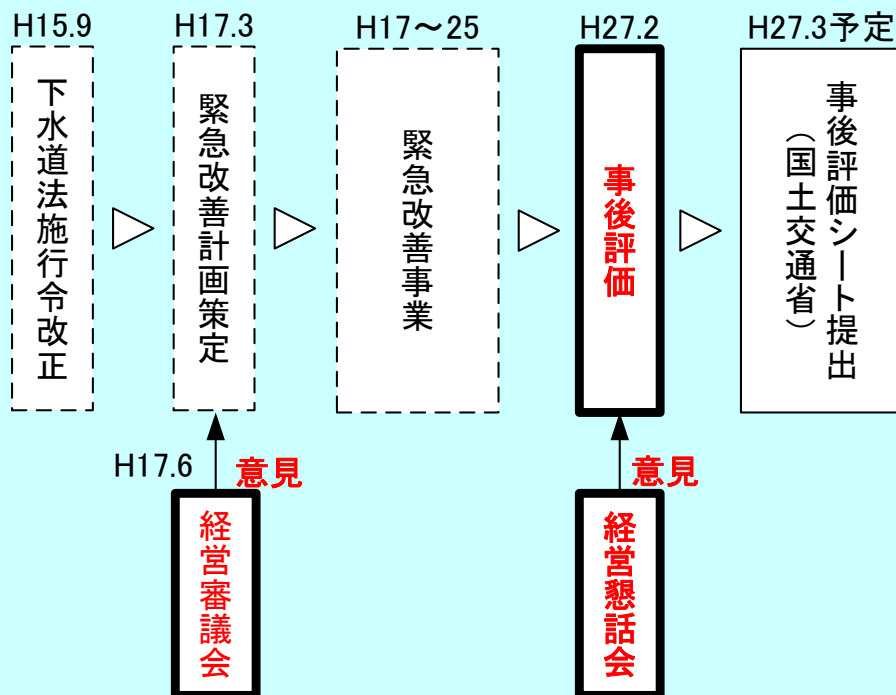 H15.9
下水道法施行令改正
H17.3
緊急改善計画策定
H17～25
緊急改善事業
H27.2
事後評価
H27.3予定
事後評価シート提出
（国土交通省）
H17.6
意見
経営審議会
意見
経営懇話会